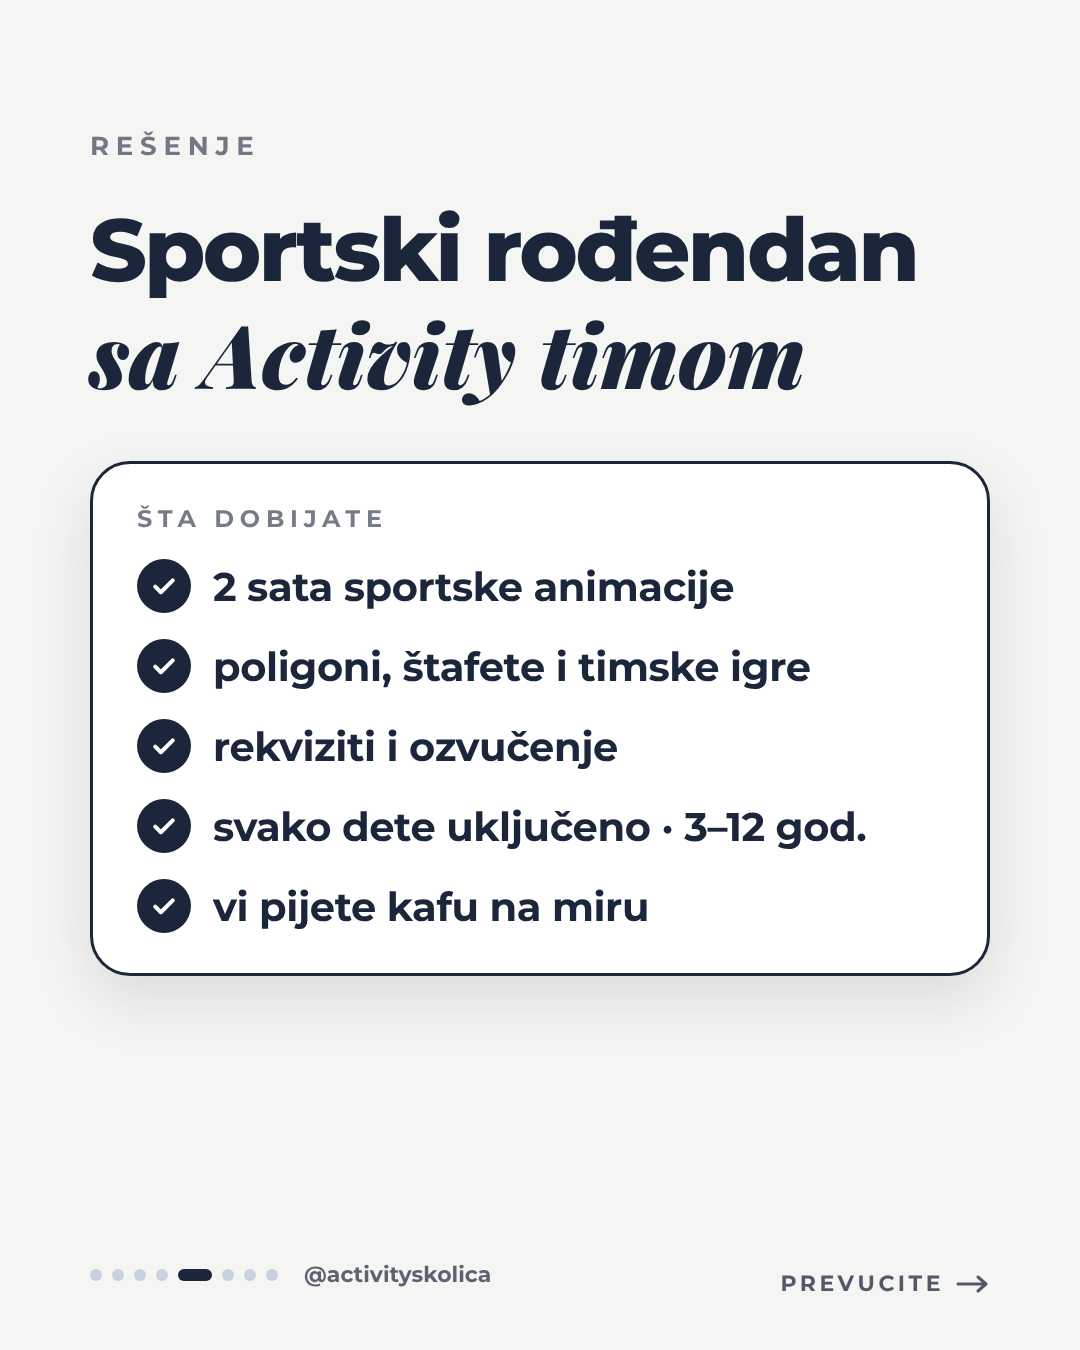 REŠENJE
Sportski rođendan
sa Activity timom
ŠTA DOBIJATE
2 sata sportske animacije
poligoni, štafete i timske igre
rekviziti i ozvučenje
svako dete uključeno · 3–12 god.
vi pijete kafu na miru
@activityskolica
PREVUCITE →